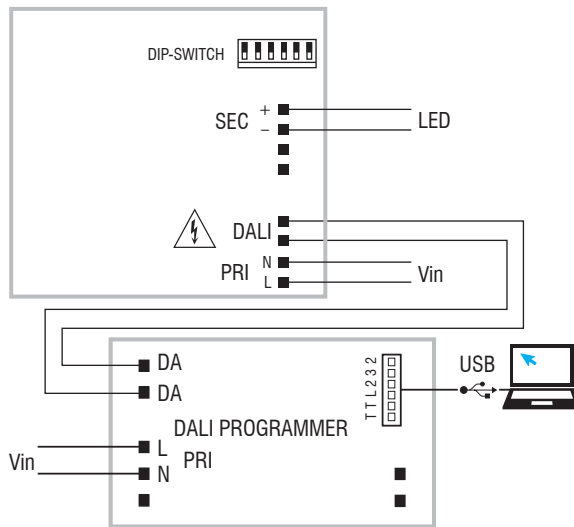 DIP-SWITCH
SEC + LED
−
DALI
PRI N Vin
L
DA
DA
TTL232
USB
DALI PROGRAMMER
Vin L PRI
N